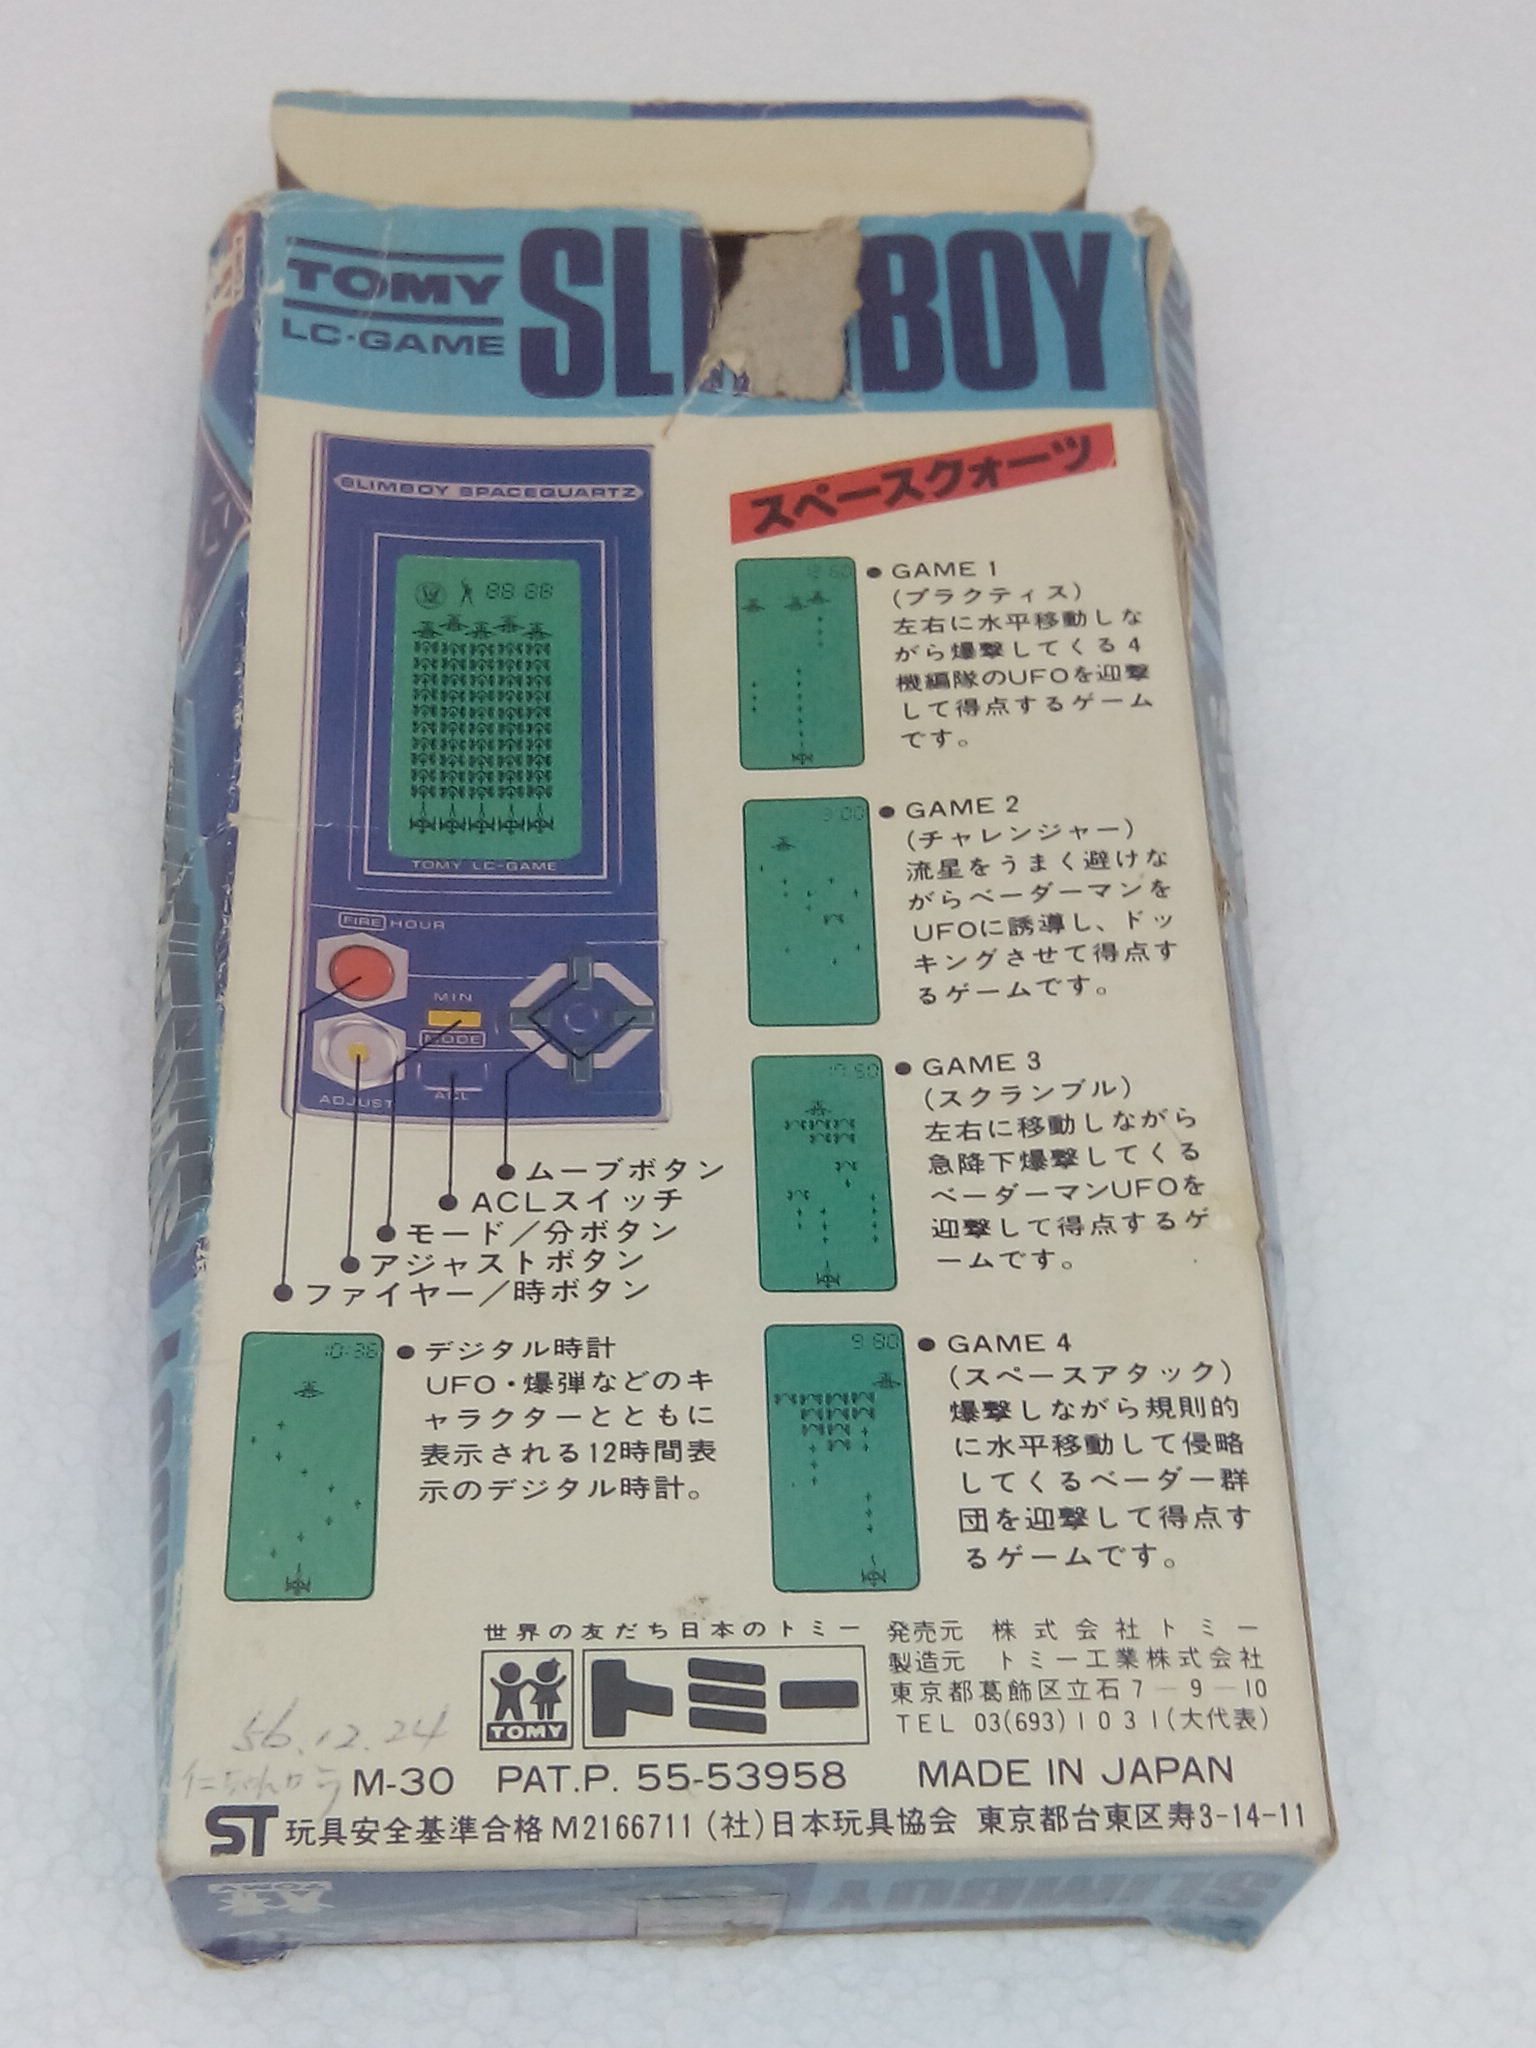 TOMY
LC-GAME
BOY
スペースクォーツ
SLIMBOY SPACEQUARTZ
88 88
TOMY LC-GAME
FIRE HOUR
MIN
MODE
ACL
ADJUST
●ムーブボタン
●ACLスイッチ
●モード／分ボタン
●アジャストボタン
●ファイヤー／時ボタン
●GAME 1
(プラクティス)
左右に水平移動しな
がら爆撃してくる4
機編隊のUFOを迎撃
して得点するゲーム
です。
3:00
●GAME 2
(チャレンジャー)
流星をうまく避けな
がらベーダーマンを
UFOに誘導し、ドッ
キングさせて得点す
るゲームです。
17 50
●GAME 3
(スクランブル)
左右に移動しながら
急降下爆撃してくる
ベーダーマンUFOを
迎撃して得点するゲ
ームです。
9 80
●GAME 4
(スペースアタック)
爆撃しながら規則的
に水平移動して侵略
してくるベーダー群
団を迎撃して得点す
るゲームです。
10:36
●デジタル時計
UFO・爆弾などのキ
ャラクターとともに
表示される12時間表
示のデジタル時計。
世界の友だち日本のトミー
TOMY
トミー
発売元 株式会社トミー
製造元 トミー工業株式会社
東京都葛飾区立石7－9－10
TEL 03(693)1031(大代表)
56.12.24
M-30 PAT.P. 55-53958 MADE IN JAPAN
ST 玩具安全基準合格 M2166711 (社)日本玩具協会 東京都台東区寿3-14-11
TOMY
SLIMBOY